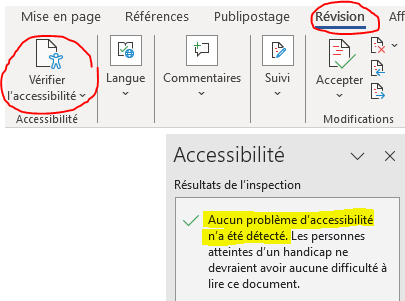 Mise en page Références Publipostage Révision Aff
Vérifier
l'accessibilité
Langue
Commentaires
Suivi
Accepter
Accessibilité
Modifications
Accessibilité
Résultats de l'inspection
Aucun problème d'accessibilité
n'a été détecté. Les personnes
atteintes d'un handicap ne
devraient avoir aucune difficulté à
lire ce document.